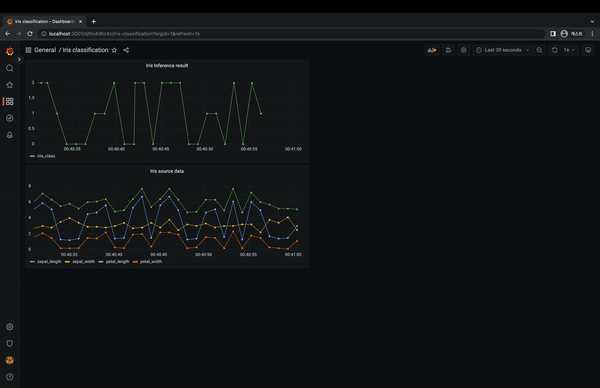 Iris classification - Dashboard
localhost:3001/d/hivK9tc4z/iris-classification?orgId=1&refresh=1s
게스트
General / Iris classification
Last 30 seconds
1s
Iris inference result
2
1.5
1
0.5
0
00:40:35 00:40:40 00:40:45 00:40:50 00:40:55 00:41:00
iris_class
Iris source data
8
6
4
2
0
00:40:35 00:40:40 00:40:45 00:40:50 00:40:55 00:41:00
sepal_length sepal_width petal_length petal_width